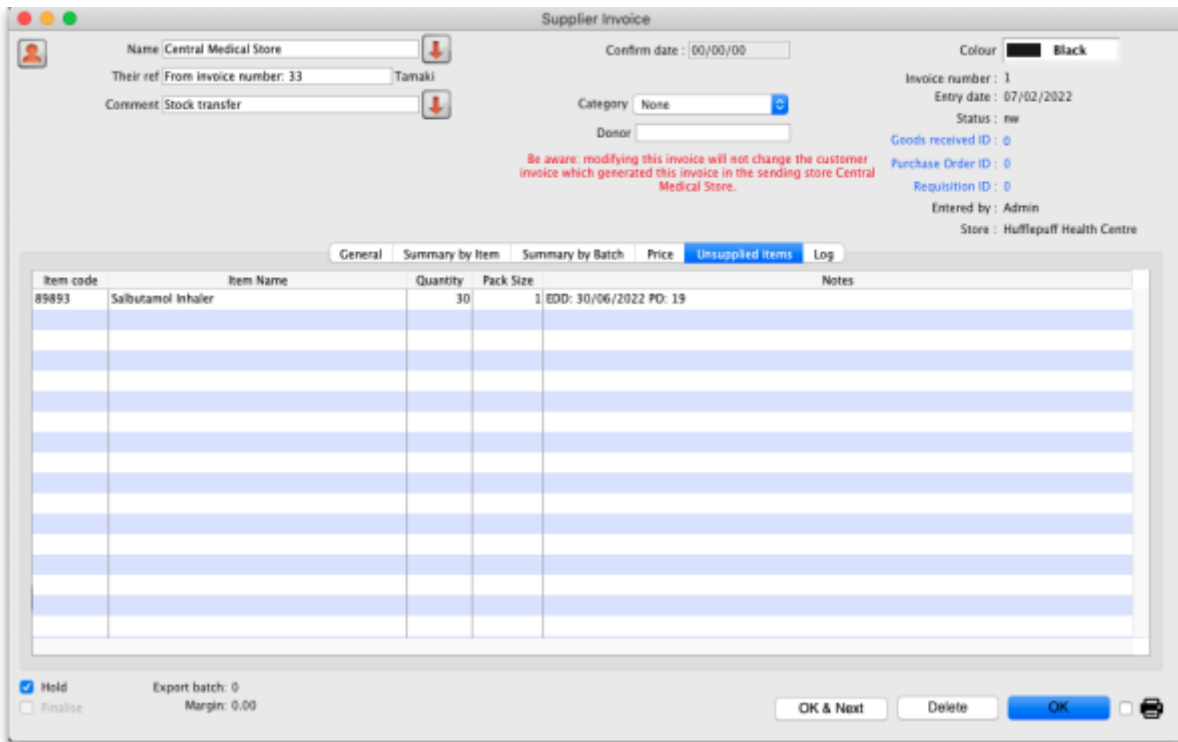 Supplier Invoice
Name Central Medical Store
Confirm date : 00/00/00
Colour Black
Their ref From invoice number: 33 Tamaki
Invoice number : 1
Comment Stock transfer
Category None
Entry date : 07/02/2022
Status : nw
Donor
Goods received ID : 0
Be aware: modifying this invoice will not change the customer
invoice which generated this invoice in the sending store Central
Medical Store.
Purchase Order ID : 0
Requisition ID : 0
Entered by : Admin
Store : Hufflepuff Health Centre
General Summary by Item Summary by Batch Price Unsupplied Items Log
Item code Item Name Quantity Pack Size Notes
89893 Salbutamol Inhaler 30 1 EDD: 30/06/2022 PO: 19
Hold Export batch: 0
Finalise Margin: 0.00
OK & Next Delete OK